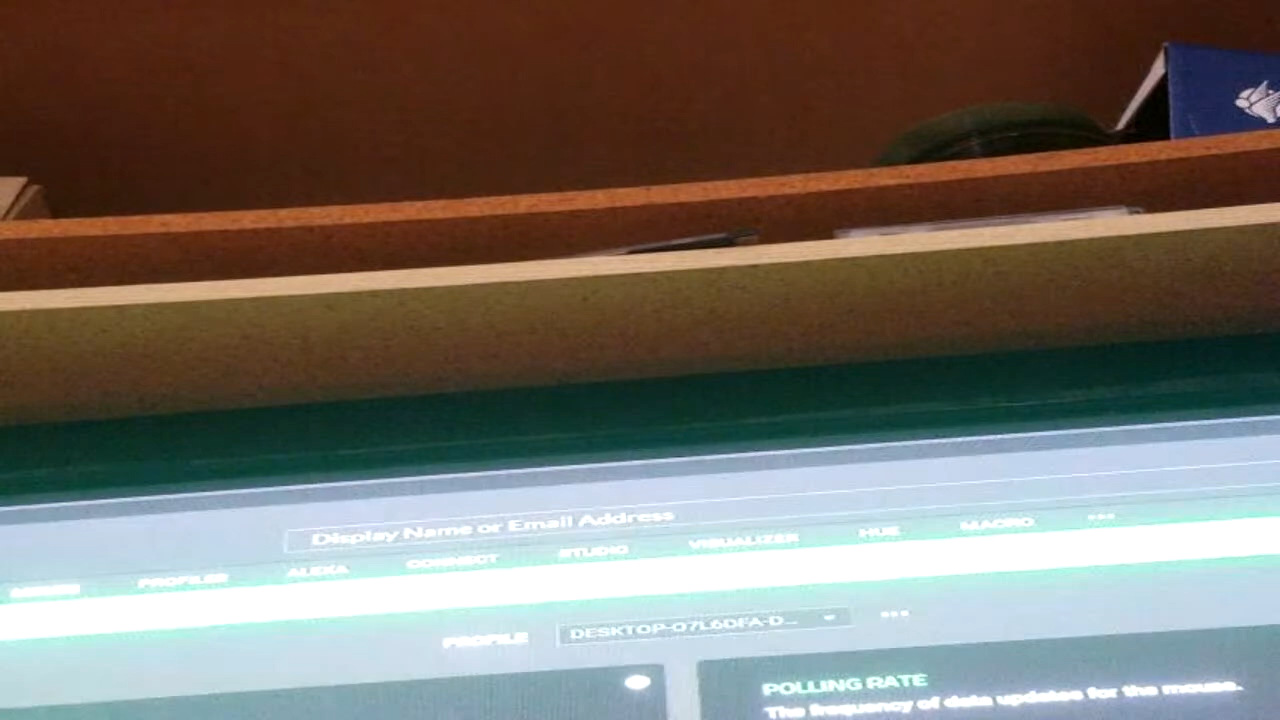 Display Name or Email Address
PROFILES ALEXA CONNECT STUDIO VISUALIZER HUE MACRO ...
PROFILE DESKTOP-07L6DFA-D... ...
POLLING RATE
The frequency of data updates for the mouse.